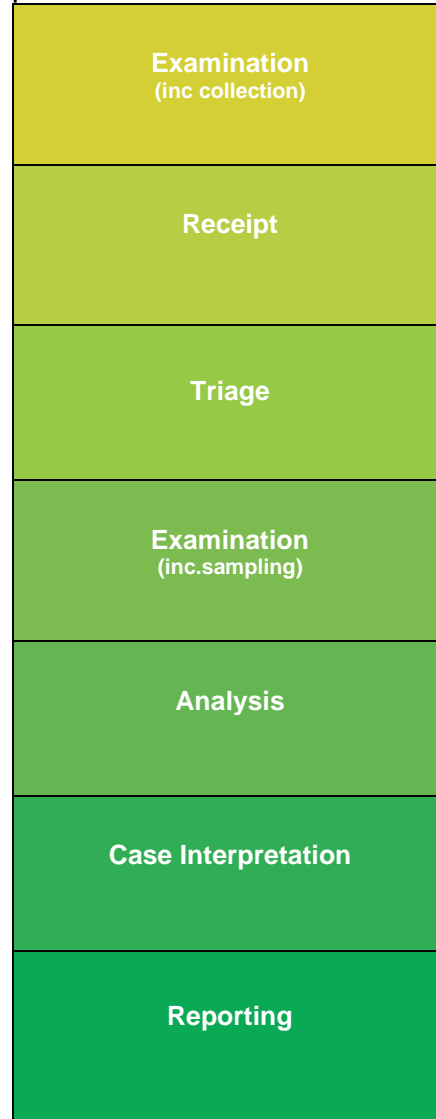 Examination
(inc collection)
Receipt
Triage
Examination
(inc.sampling)
Analysis
Case Interpretation
Reporting